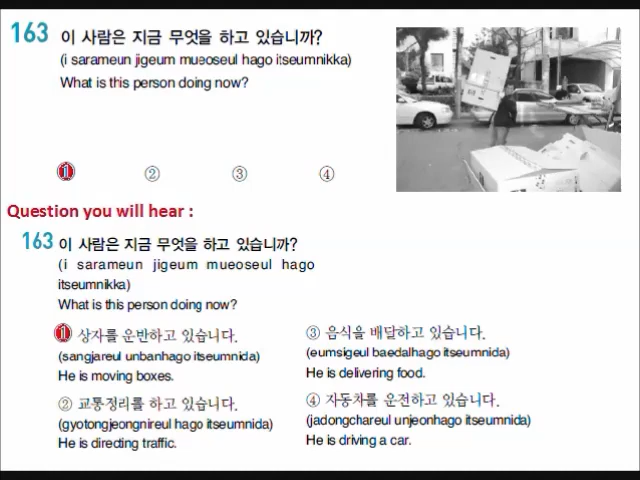 163 이 사람은 지금 무엇을 하고 있습니까?
(i sarameun jigeum mueoseul hago itseumnikka)
What is this person doing now?
① ② ③ ④
Question you will hear :
163 이 사람은 지금 무엇을 하고 있습니까?
(i sarameun jigeum mueoseul hago
itseumnikka)
What is this person doing now?
① 상자를 운반하고 있습니다.
(sangjareul unbanhago itseumnida)
He is moving boxes.
② 교통정리를 하고 있습니다.
(gyotongjeongnireul hago itseumnida)
He is directing traffic.
③ 음식을 배달하고 있습니다.
(eumsigeul baedalhago itseumnida)
He is delivering food.
④ 자동차를 운전하고 있습니다.
(jadongchareul unjeonhago itseumnida)
He is driving a car.